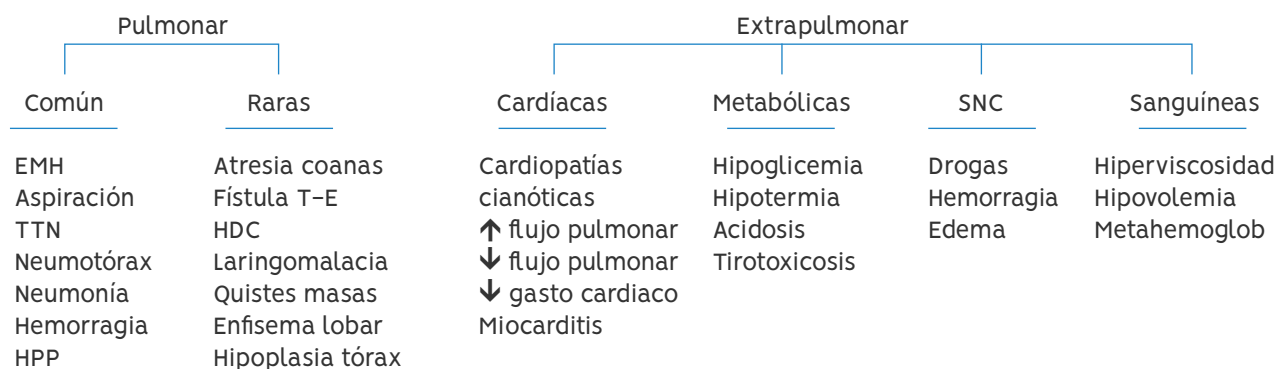 Pulmonar
Extrapulmonar
Común
Raras
Cardíacas
Metabólicas
SNC
Sanguíneas
EMH
Aspiración
TTN
Neumotórax
Neumonía
Hemorragia
HPP
Atresia coanas
Fístula T-E
HDC
Laringomalacia
Quistes masas
Enfisema lobar
Hipoplasia tórax
Cardiopatías
cianóticas
↑ flujo pulmonar
↓ flujo pulmonar
↓ gasto cardiaco
Miocarditis
Hipoglicemia
Hipotermia
Acidosis
Tirotoxicosis
Drogas
Hemorragia
Edema
Hiperviscosidad
Hipovolemia
Metahemoglob